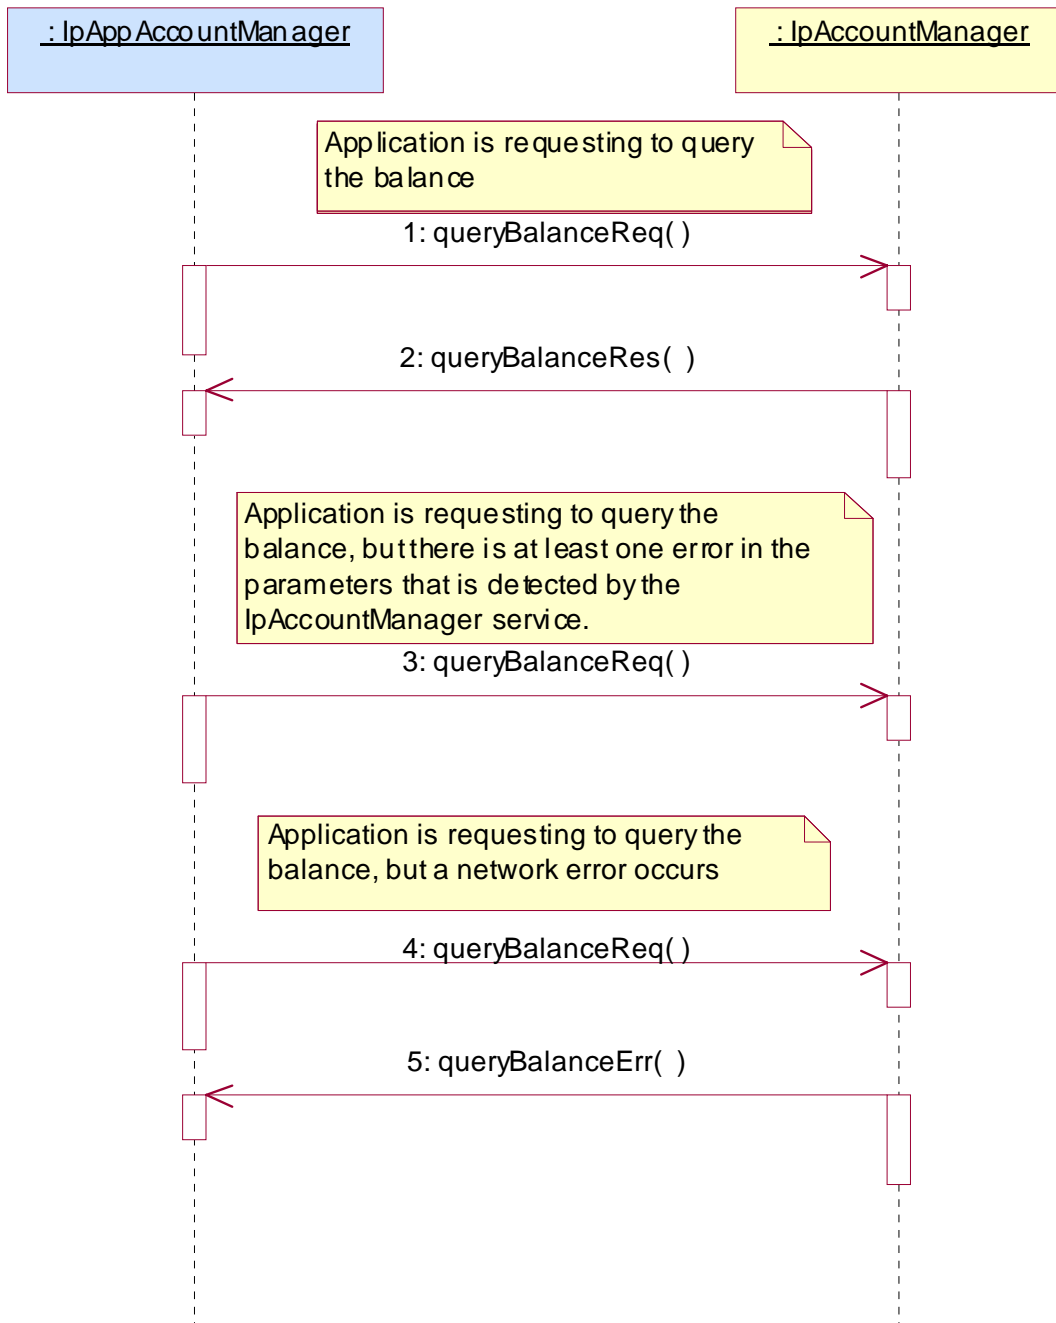 : IpAppAccountManager
: IpAccountManager
Application is requesting to query
the balance
1: queryBalanceReq( )
2: queryBalanceRes( )
Application is requesting to query the
balance, but there is at least one error in the
parameters that is detected by the
IpAccountManager service.
3: queryBalanceReq( )
Application is requesting to query the
balance, but a network error occurs
4: queryBalanceReq( )
5: queryBalanceErr( )